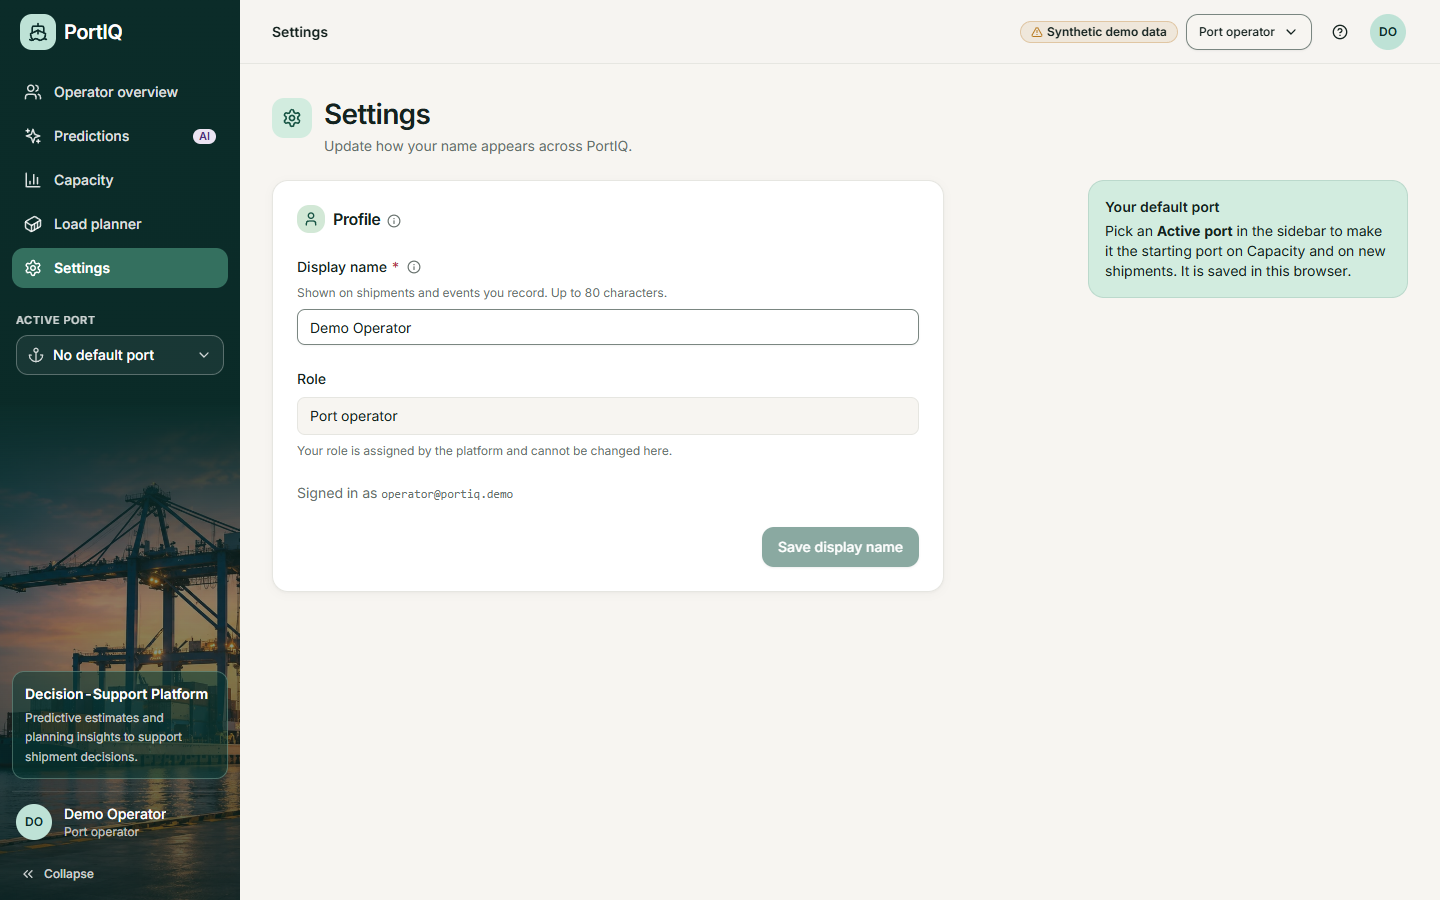 PortIQ
Operator overview
Predictions AI
Capacity
Load planner
Settings
ACTIVE PORT
No default port
Decision-Support Platform
Predictive estimates and
planning insights to support
shipment decisions.
DO
Demo Operator
Port operator
Collapse
Settings
Synthetic demo data
Port operator
DO
Settings
Update how your name appears across PortIQ.
Profile
Display name *
Shown on shipments and events you record. Up to 80 characters.
Demo Operator
Role
Port operator
Your role is assigned by the platform and cannot be changed here.
Signed in as operator@portiq.demo
Save display name
Your default port
Pick an Active port in the sidebar to make
it the starting port on Capacity and on new
shipments. It is saved in this browser.